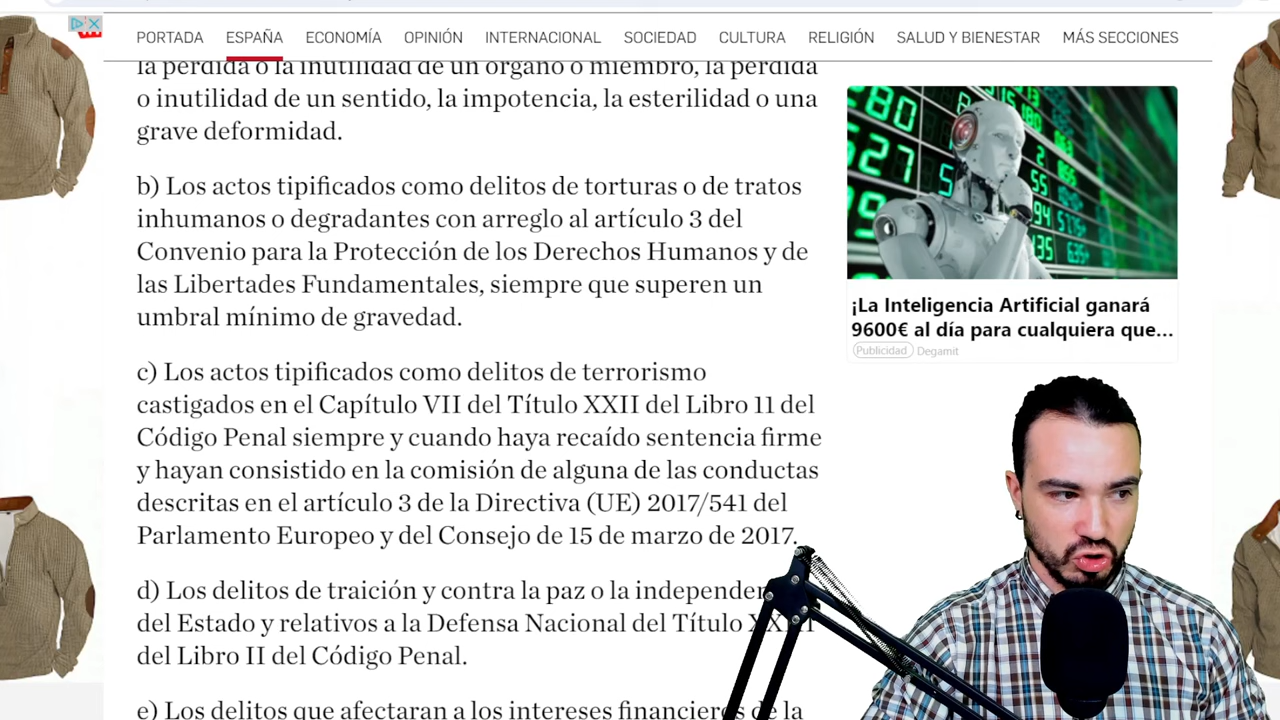 PORTADA ESPAÑA ECONOMÍA OPINIÓN INTERNACIONAL SOCIEDAD CULTURA RELIGIÓN SALUD Y BIENESTAR MÁS SECCIONES
la pérdida o la inutilidad de un órgano o miembro, la pérdida
o inutilidad de un sentido, la impotencia, la esterilidad o una
grave deformidad.
b) Los actos tipificados como delitos de torturas o de tratos
inhumanos o degradantes con arreglo al artículo 3 del
Convenio para la Protección de los Derechos Humanos y de
las Libertades Fundamentales, siempre que superen un
umbral mínimo de gravedad.
c) Los actos tipificados como delitos de terrorismo
castigados en el Capítulo VII del Título XXII del Libro 11 del
Código Penal siempre y cuando haya recaído sentencia firme
y hayan consistido en la comisión de alguna de las conductas
descritas en el artículo 3 de la Directiva (UE) 2017/541 del
Parlamento Europeo y del Consejo de 15 de marzo de 2017.
d) Los delitos de traición y contra la paz o la
del Estado y relativos a la Defensa Nacional del Título
del Libro II del Código Penal.
e) Los delitos que afectaran a los intereses financieros de la
280
527
¡La Inteligencia Artificial ganará
9600€ al día para cualquiera que...
Publicidad Degamit